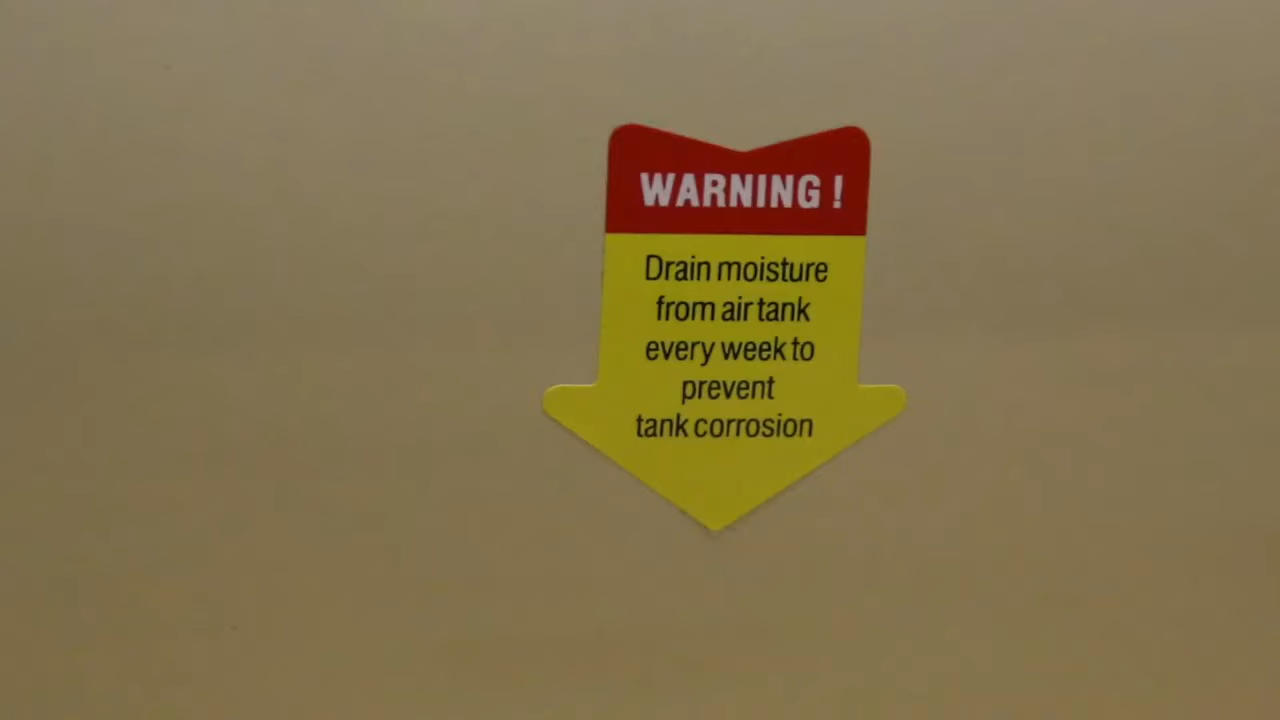 WARNING !
Drain moisture
from air tank
every week to
prevent
tank corrosion